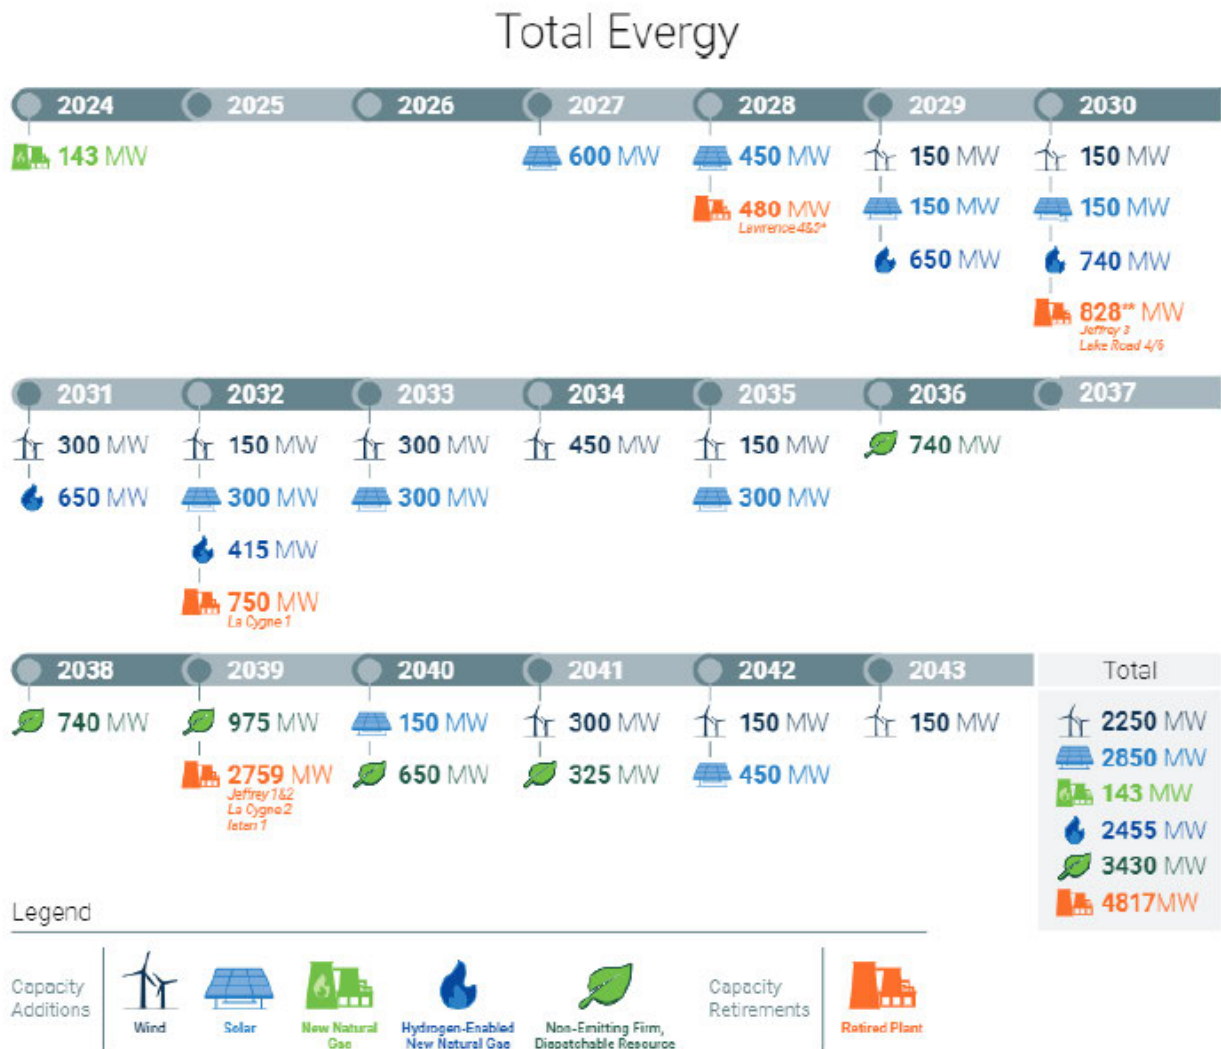 Total Evergy
2024 2025 2026 2027 2028 2029 2030
143 MW 600 MW 450 MW 150 MW 150 MW
480 MW 150 MW 150 MW
Lawrence 4&5*
650 MW 740 MW
828** MW
Jeffrey 3
Lake Road 4/6
2031 2032 2033 2034 2035 2036 2037
300 MW 150 MW 300 MW 450 MW 150 MW 740 MW
650 MW 300 MW 300 MW 300 MW
415 MW
750 MW
La Cygne 1
2038 2039 2040 2041 2042 2043 Total
740 MW 975 MW 150 MW 300 MW 150 MW 150 MW 2250 MW
2759 MW 650 MW 325 MW 450 MW 2850 MW
Jeffrey 1&2
La Cygne 2
Iatan 1
143 MW
2455 MW
3430 MW
4817MW
Legend
Capacity Additions
Wind
Solar
New Natural Gas
Hydrogen-Enabled New Natural Gas
Non-Emitting Firm, Dispatchable Resource
Capacity Retirements
Retired Plant